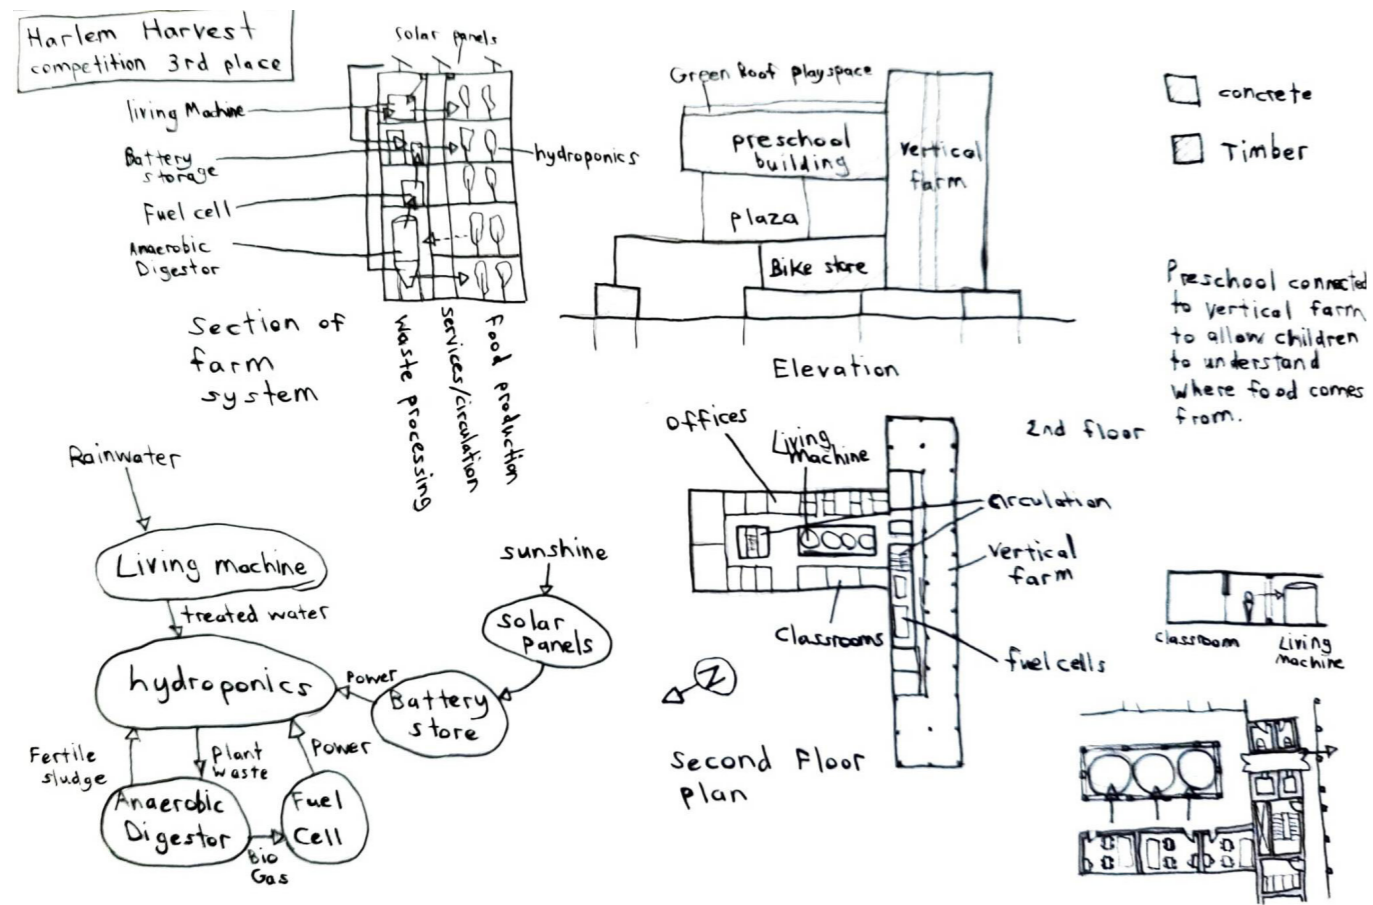 Harlem Harvest
competition 3rd place
solar panels
living Machine
Battery
storage
Fuel cell
Anaerobic
Digestor
hydroponics
Section of
farm
system
Waste processing
services/circulation
food production
Green Roof playspace
preschool
building
vertical
farm
plaza
Bike store
Elevation
concrete
Timber
Preschool connected
to vertical farm
to allow children
to understand
where food comes
from.
Rainwater
Living machine
treated water
hydroponics
sunshine
solar
panels
Power
Battery
store
Fertile
sludge
Plant
waste
Power
Anaerobic
Digestor
Bio
Gas
Fuel
Cell
offices
Living
Machine
2nd floor
circulation
vertical
farm
Classrooms
fuel cells
N
Second Floor
plan
classroom
Living
Machine